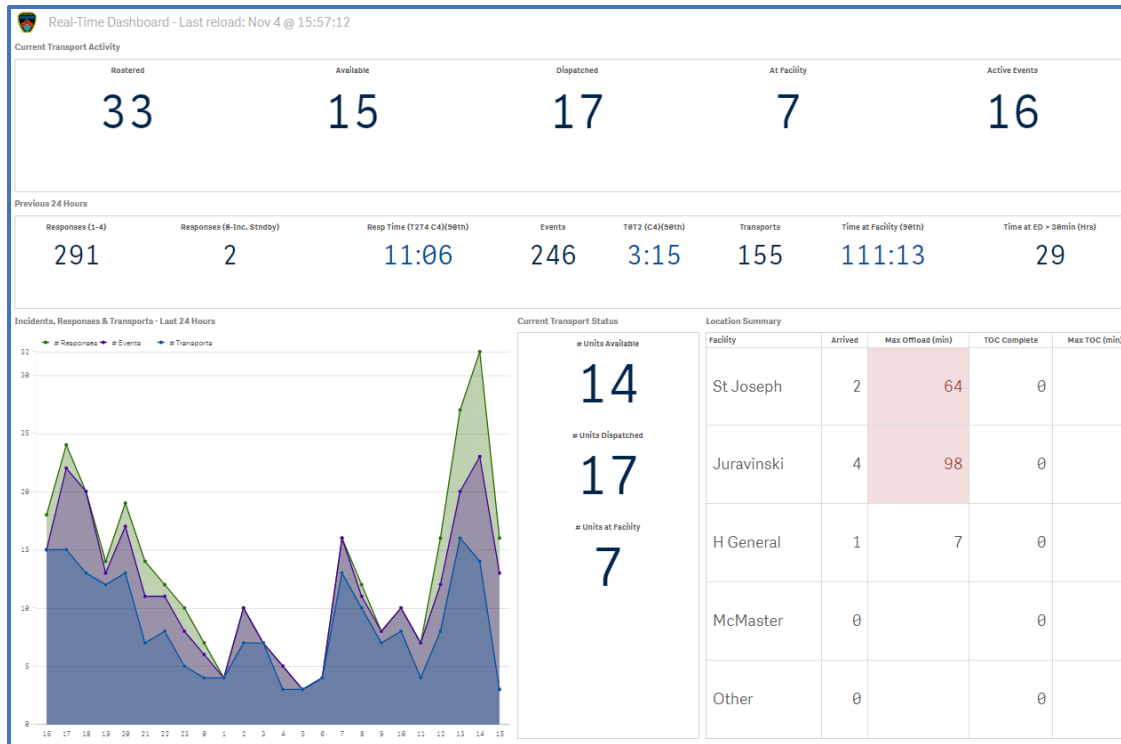 Real-Time Dashboard - Last reload: Nov 4 @ 15:57:12
Current Transport Activity
Rostered Available Dispatched At Facility Active Events
33 15 17 7 16
Previous 24 Hours
Responses (1-4) Responses (8-Inc. Stndby) Resp Time (T2T4 C4)(90th) Events T0T2 (C4)(90th) Transports Time at Facility (90th) Time at ED > 30min (Hrs)
291 2 11:06 246 3:15 155 111:13 29
Incidents, Responses & Transports - Last 24 Hours
# Responses # Events # Transports
32
30
25
20
15
10
5
0
16 17 18 19 20 21 22 23 0 1 2 3 4 5 6 7 8 9 10 11 12 13 14 15
Current Transport Status
# Units Available
14
# Units Dispatched
17
# Units at Facility
7
Location Summary
Facility Arrived Max Offload (min) TOC Complete Max TOC (min)
St Joseph 2 64 0
Juravinski 4 98 0
H General 1 7 0
McMaster 0 0
Other 0 0